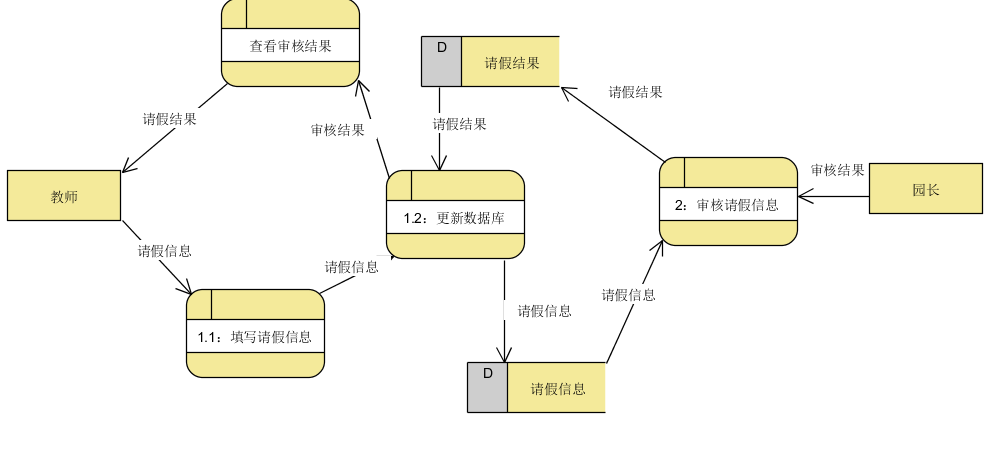 查看审核结果
D
请假结果
请假结果
请假结果
请假结果
审核结果
审核结果
教师
园长
1.2：更新数据库
2：审核请假信息
请假信息
请假信息
请假信息
请假信息
1.1：填写请假信息
D
请假信息